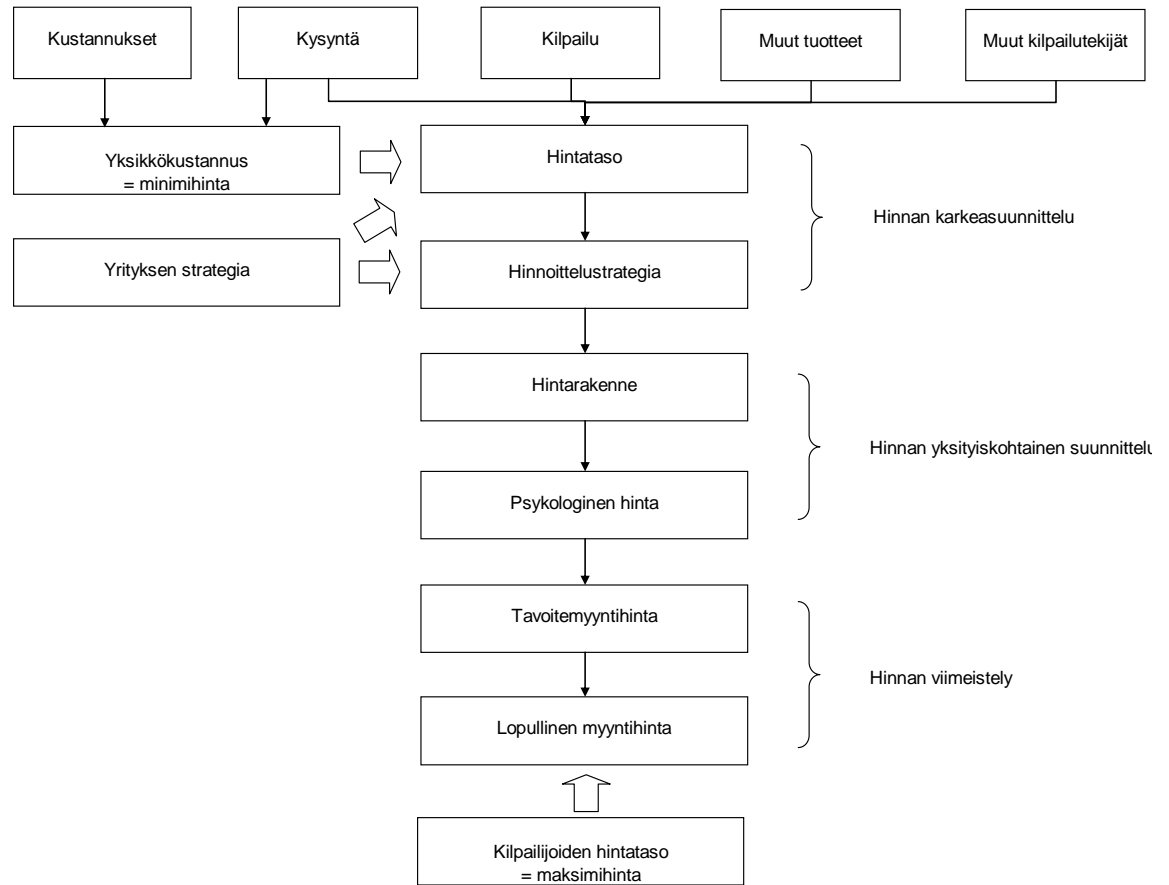 Kustannukset
Kysyntä
Kilpailu
Muut tuotteet
Muut kilpailutekijät
Yksikkökustannus
= minimihinta
Hintataso
Hinnan karkeasuunnittelu
Yrityksen strategia
Hinnoittelustrategia
Hintarakenne
Hinnan yksityiskohtainen suunnittelu
Psykologinen hinta
Tavoitemyyntihinta
Hinnan viimeistely
Lopullinen myyntihinta
Kilpailijoiden hintataso
= maksimihinta